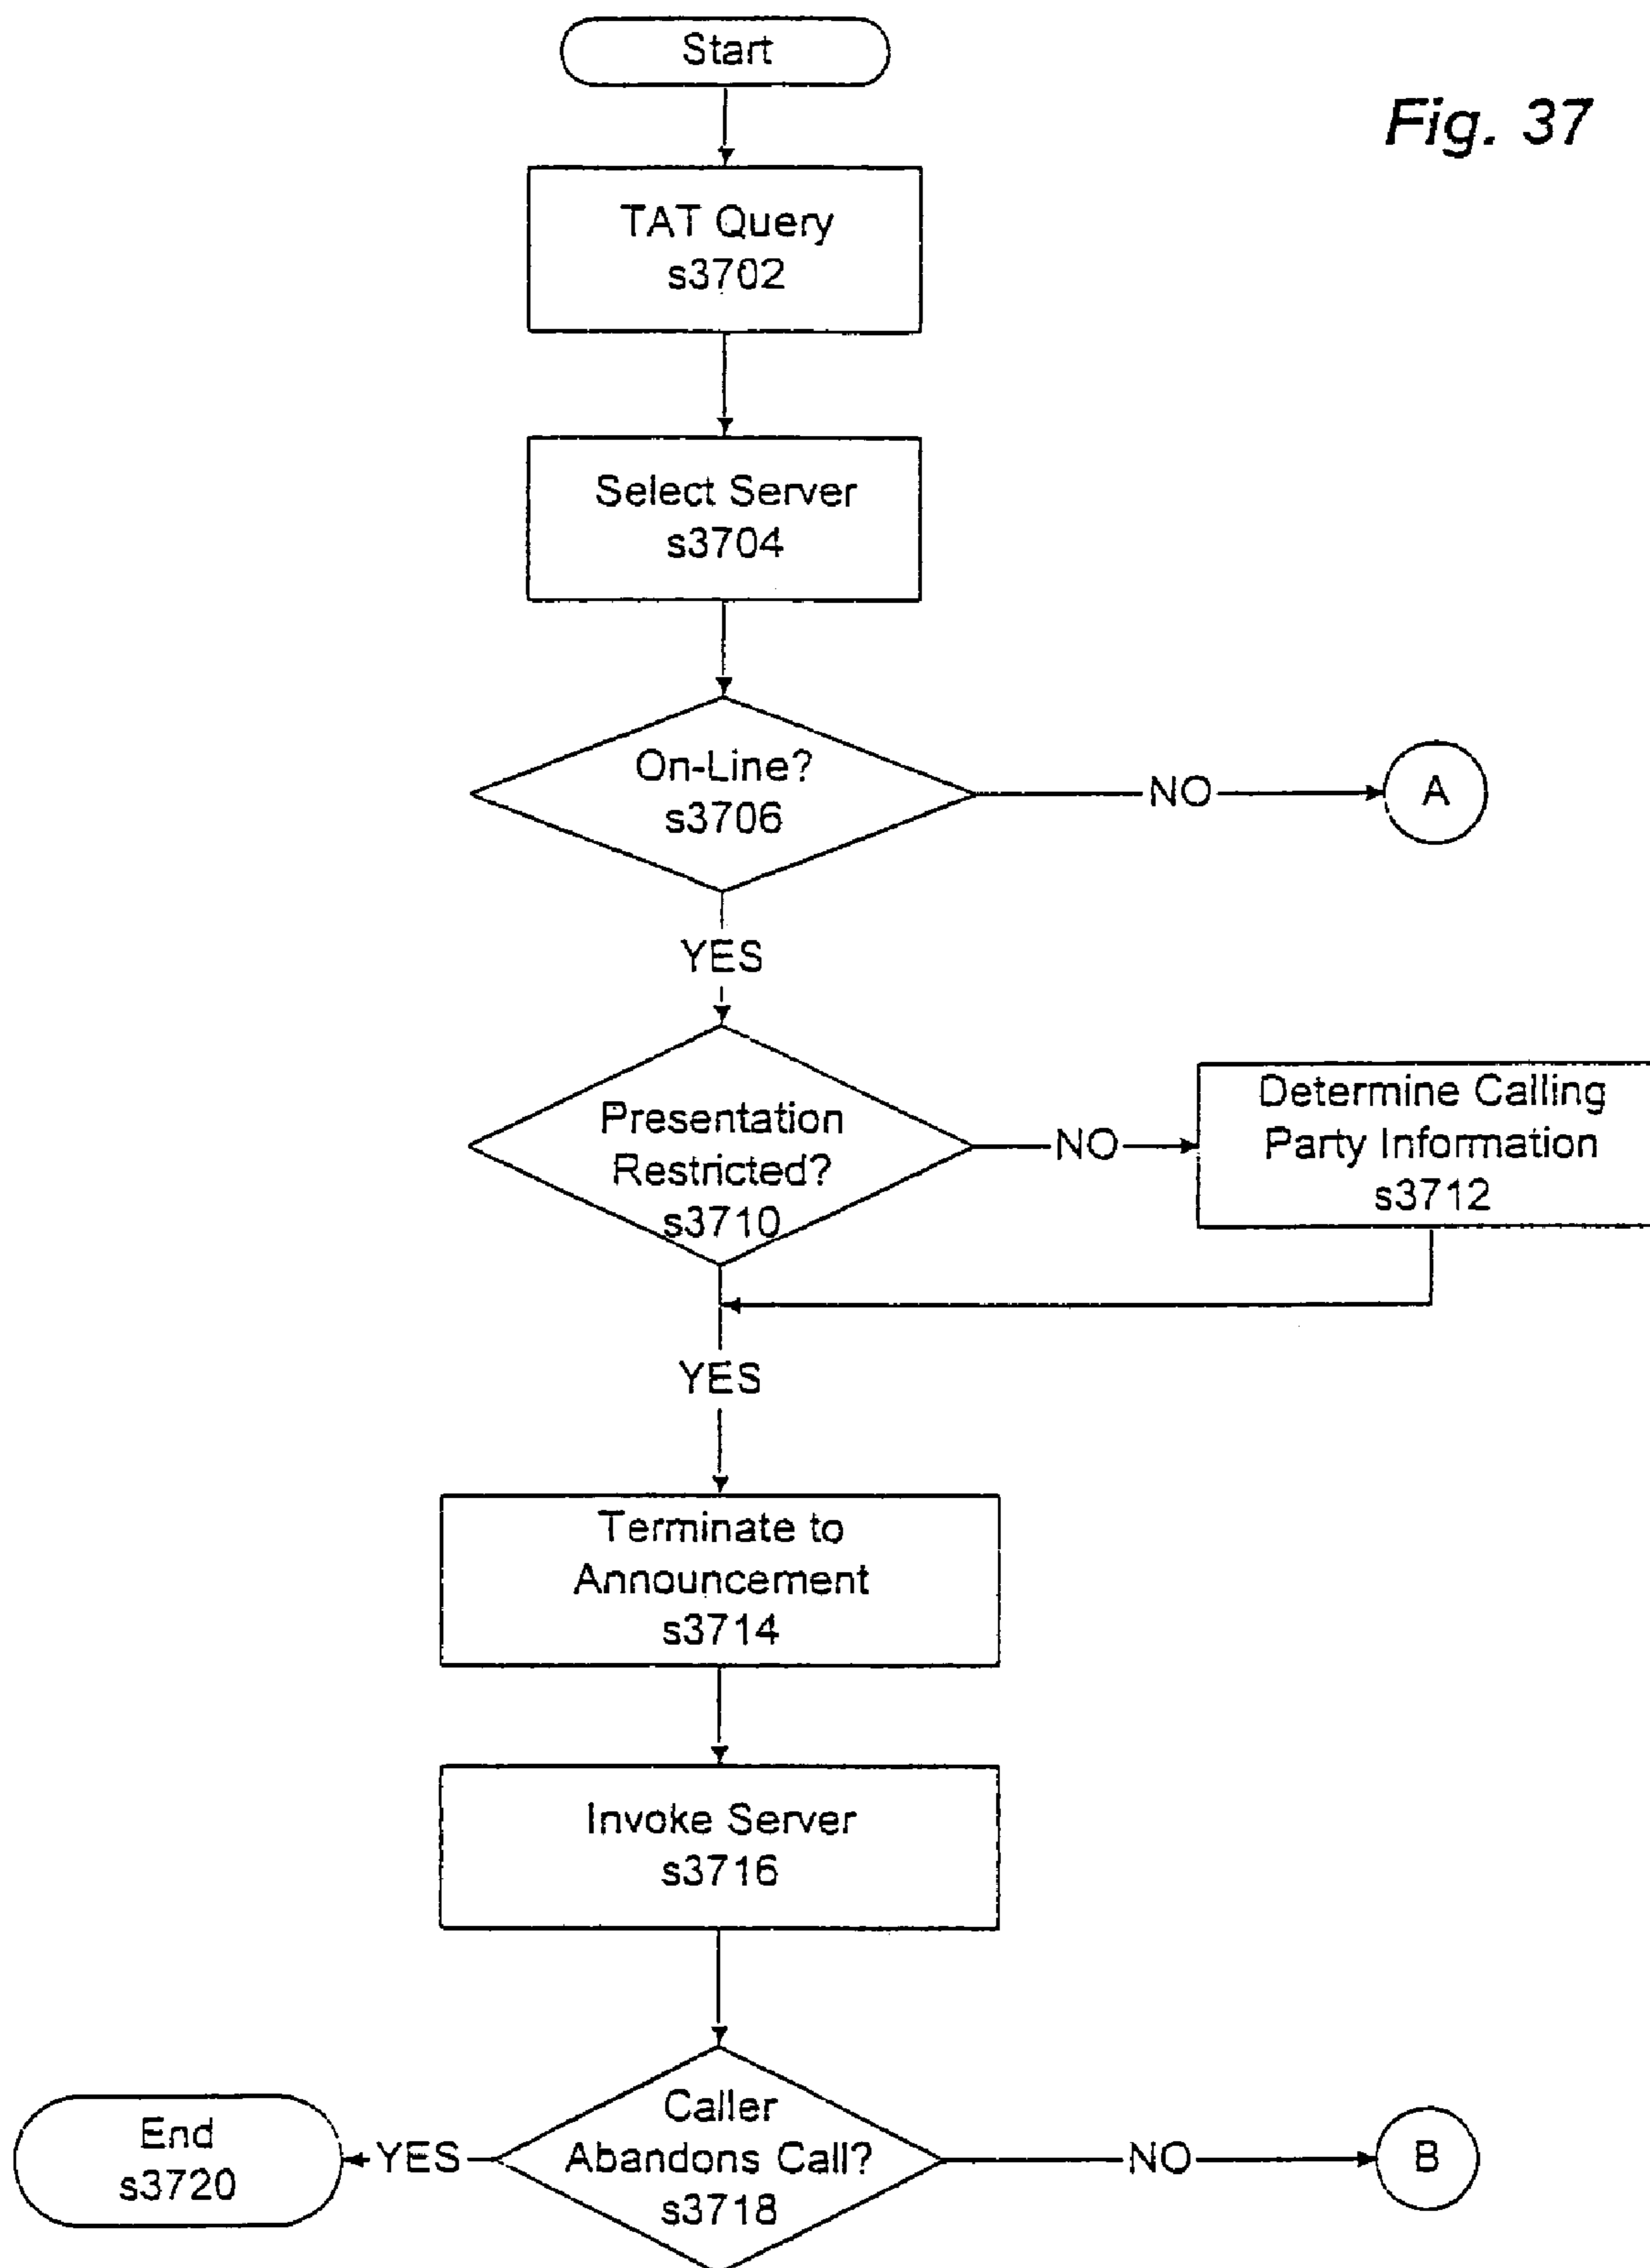 Start
Fig. 37
TAT Query
s3702
Select Server
s3704
On-Line?
s3706
NO
A
YES
Presentation
Restricted?
s3710
NO
Determine Calling
Party Information
s3712
YES
Terminate to
Announcement
s3714
Invoke Server
s3716
Caller
Abandons Call?
s3718
YES
End
s3720
NO
B